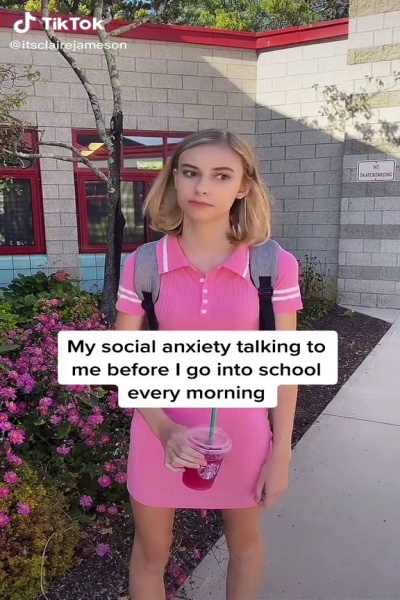 TikTok
@itsclairejameson
NO
SKATEBOARDING
My social anxiety talking to
me before I go into school
every morning